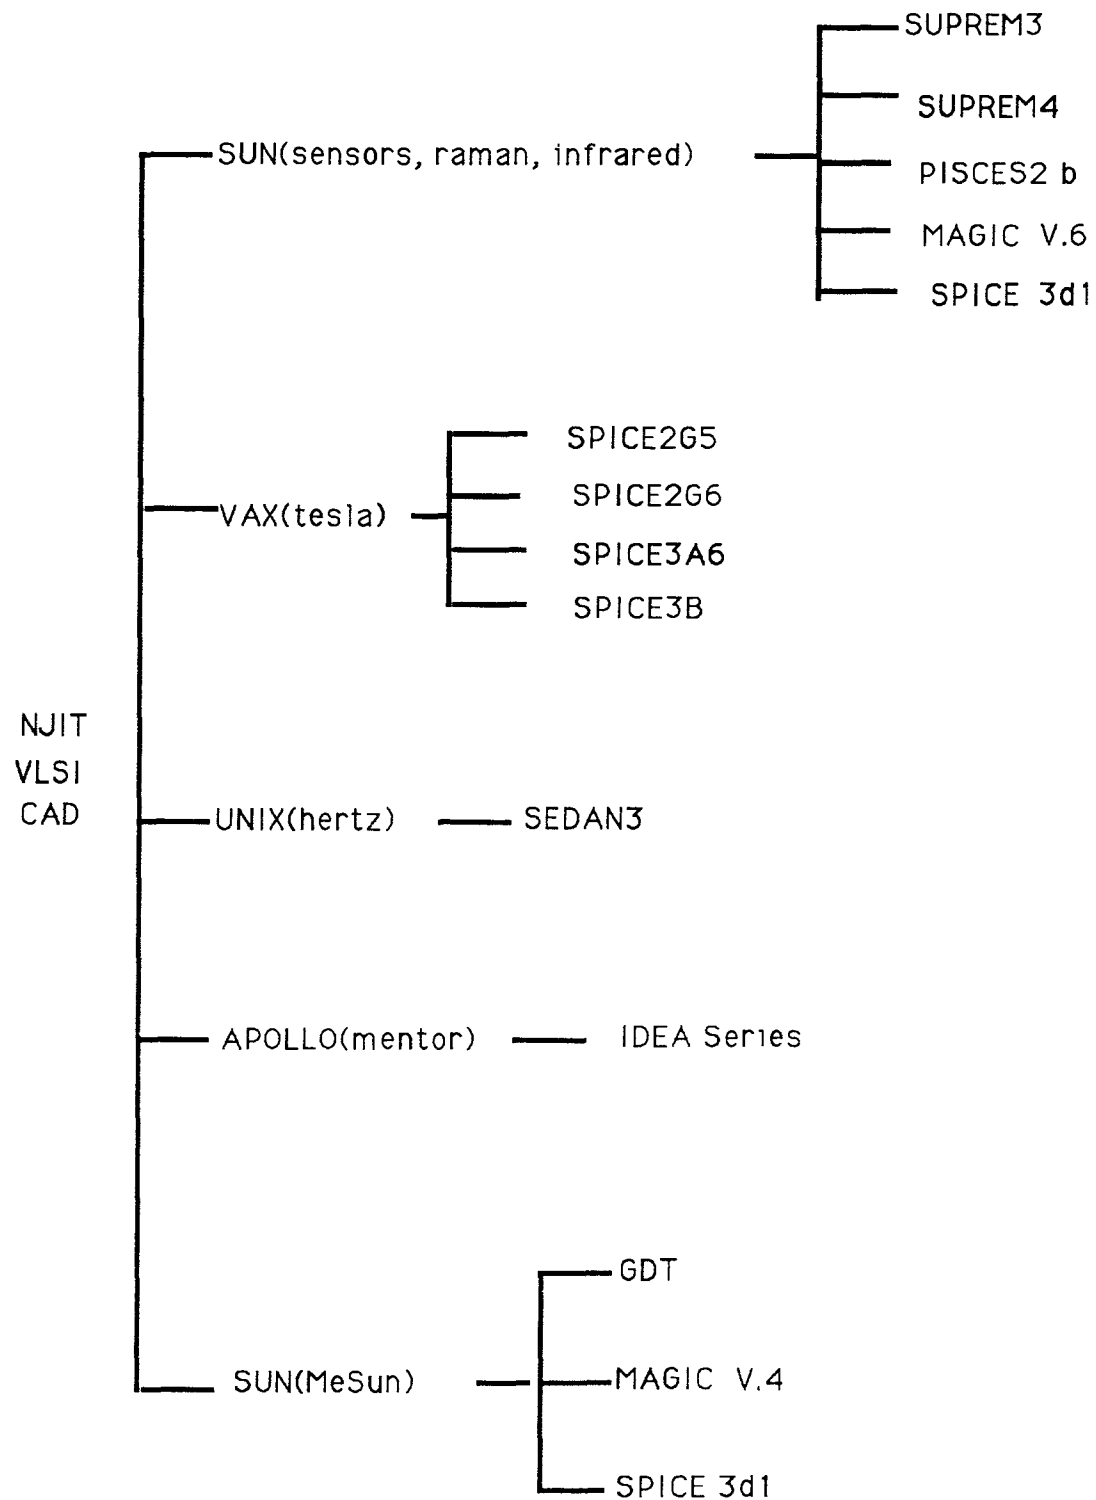 SUPREM3
SUPREM4
SUN(sensors, raman, infrared)
PISCES2 b
MAGIC V.6
SPICE 3d1
SPICE2G5
SPICE2G6
VAX(tesla)
SPICE3A6
SPICE3B
NJIT
VLSI
CAD
UNIX(hertz)
SEDAN3
APOLLO(mentor)
IDEA Series
GDT
SUN(MeSun)
MAGIC V.4
SPICE 3d1